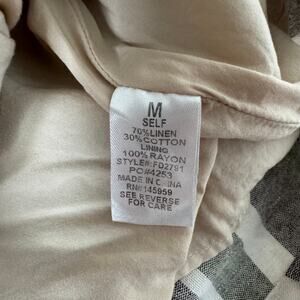 M
SELF
70%LINEN
30%COTTON
LINING
100%RAYON
STYLE#:FD2791
PO#4253
MADE IN CHINA
RN#145959
SEE REVERSE
FOR CARE